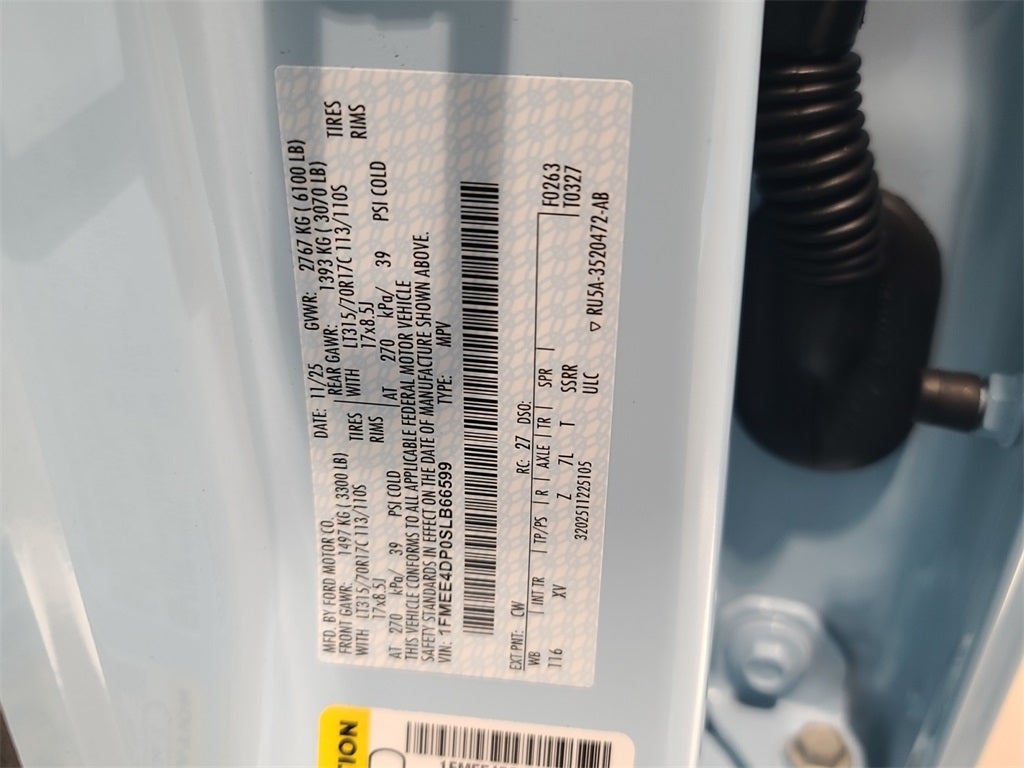 MFD. BY FORD MOTOR CO. DATE: 11/25 GVWR: 2767 KG ( 6100 LB)
FRONT GAWR: 1497 KG ( 3300 LB) REAR GAWR: 1393 KG ( 3070 LB)
WITH LT315/70R17C 113/110S TIRES WITH LT315/70R17C 113/110S TIRES
17x8.5J RIMS 17x8.5J RIMS
AT 270 kPa/ 39 PSI COLD AT 270 kPa/ 39 PSI COLD
THIS VEHICLE CONFORMS TO ALL APPLICABLE FEDERAL MOTOR VEHICLE
SAFETY STANDARDS IN EFFECT ON THE DATE OF MANUFACTURE SHOWN ABOVE.
VIN: 1FMEE4DP0SLB66599 TYPE: MPV
EXT PNT: CW RC: 27 DSO: F0263
WB INT TR TP/PS R AXLE TR SPR T0327
116 XV Z 7L T SSRR
3202511225105 ULC ▽ RU5A-3520472-AB